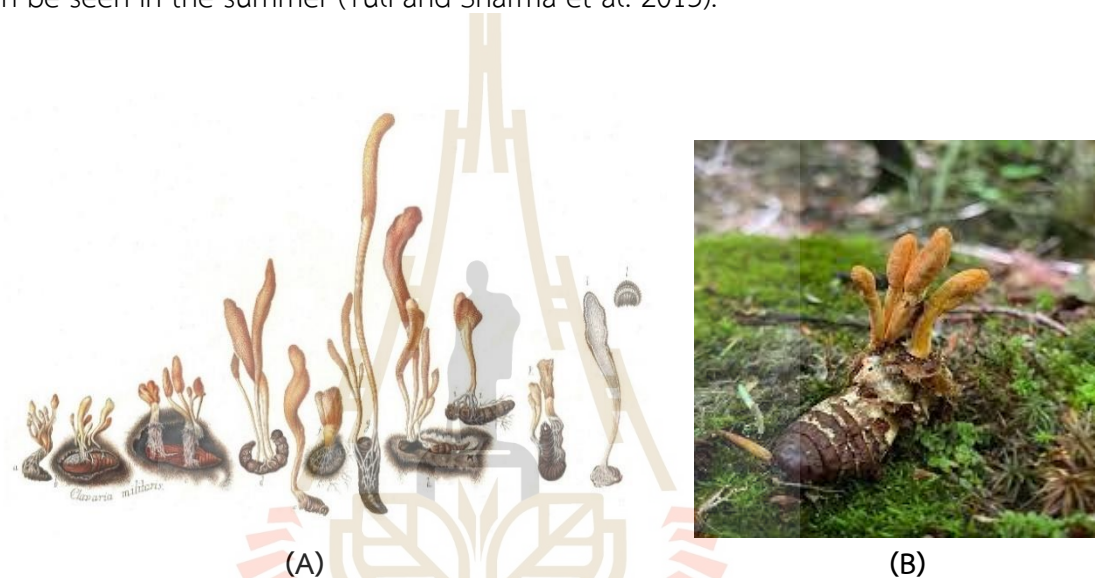 n be seen in the summer (Tuli and Sharma et al. 2013).
Clavaria militaris
(A)
(B)